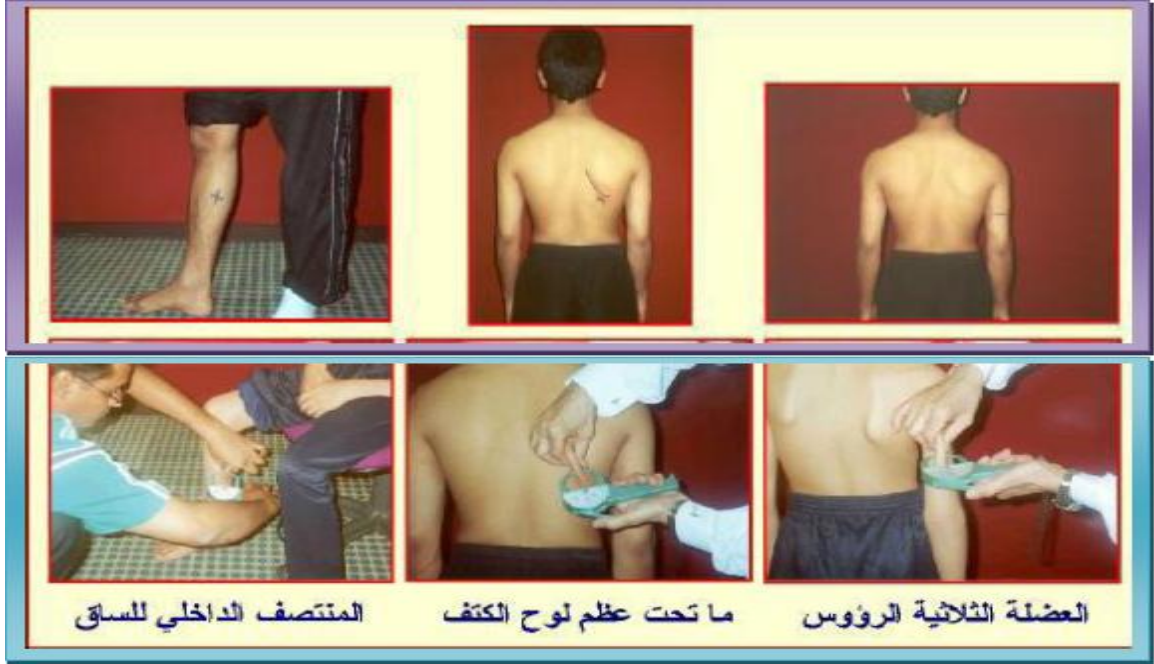 العضلة الثلاثية الرؤوس
ما تحت عظم لوح الكتف
المنتصف الداخلي للساق